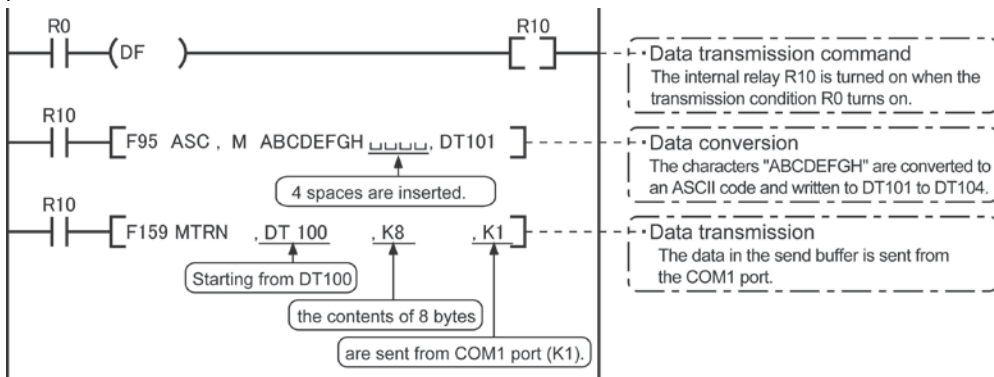 R0
R10
(DF )
Data transmission command
The internal relay R10 is turned on when the
transmission condition R0 turns on.
R10
F95 ASC , M ABCDEFGH␣␣␣␣, DT101
Data conversion
The characters "ABCDEFGH" are converted to
an ASCII code and written to DT101 to DT104.
4 spaces are inserted.
R10
F159 MTRN , DT 100 , K8 , K1
Data transmission
The data in the send buffer is sent from
the COM1 port.
Starting from DT100
the contents of 8 bytes
are sent from COM1 port (K1).